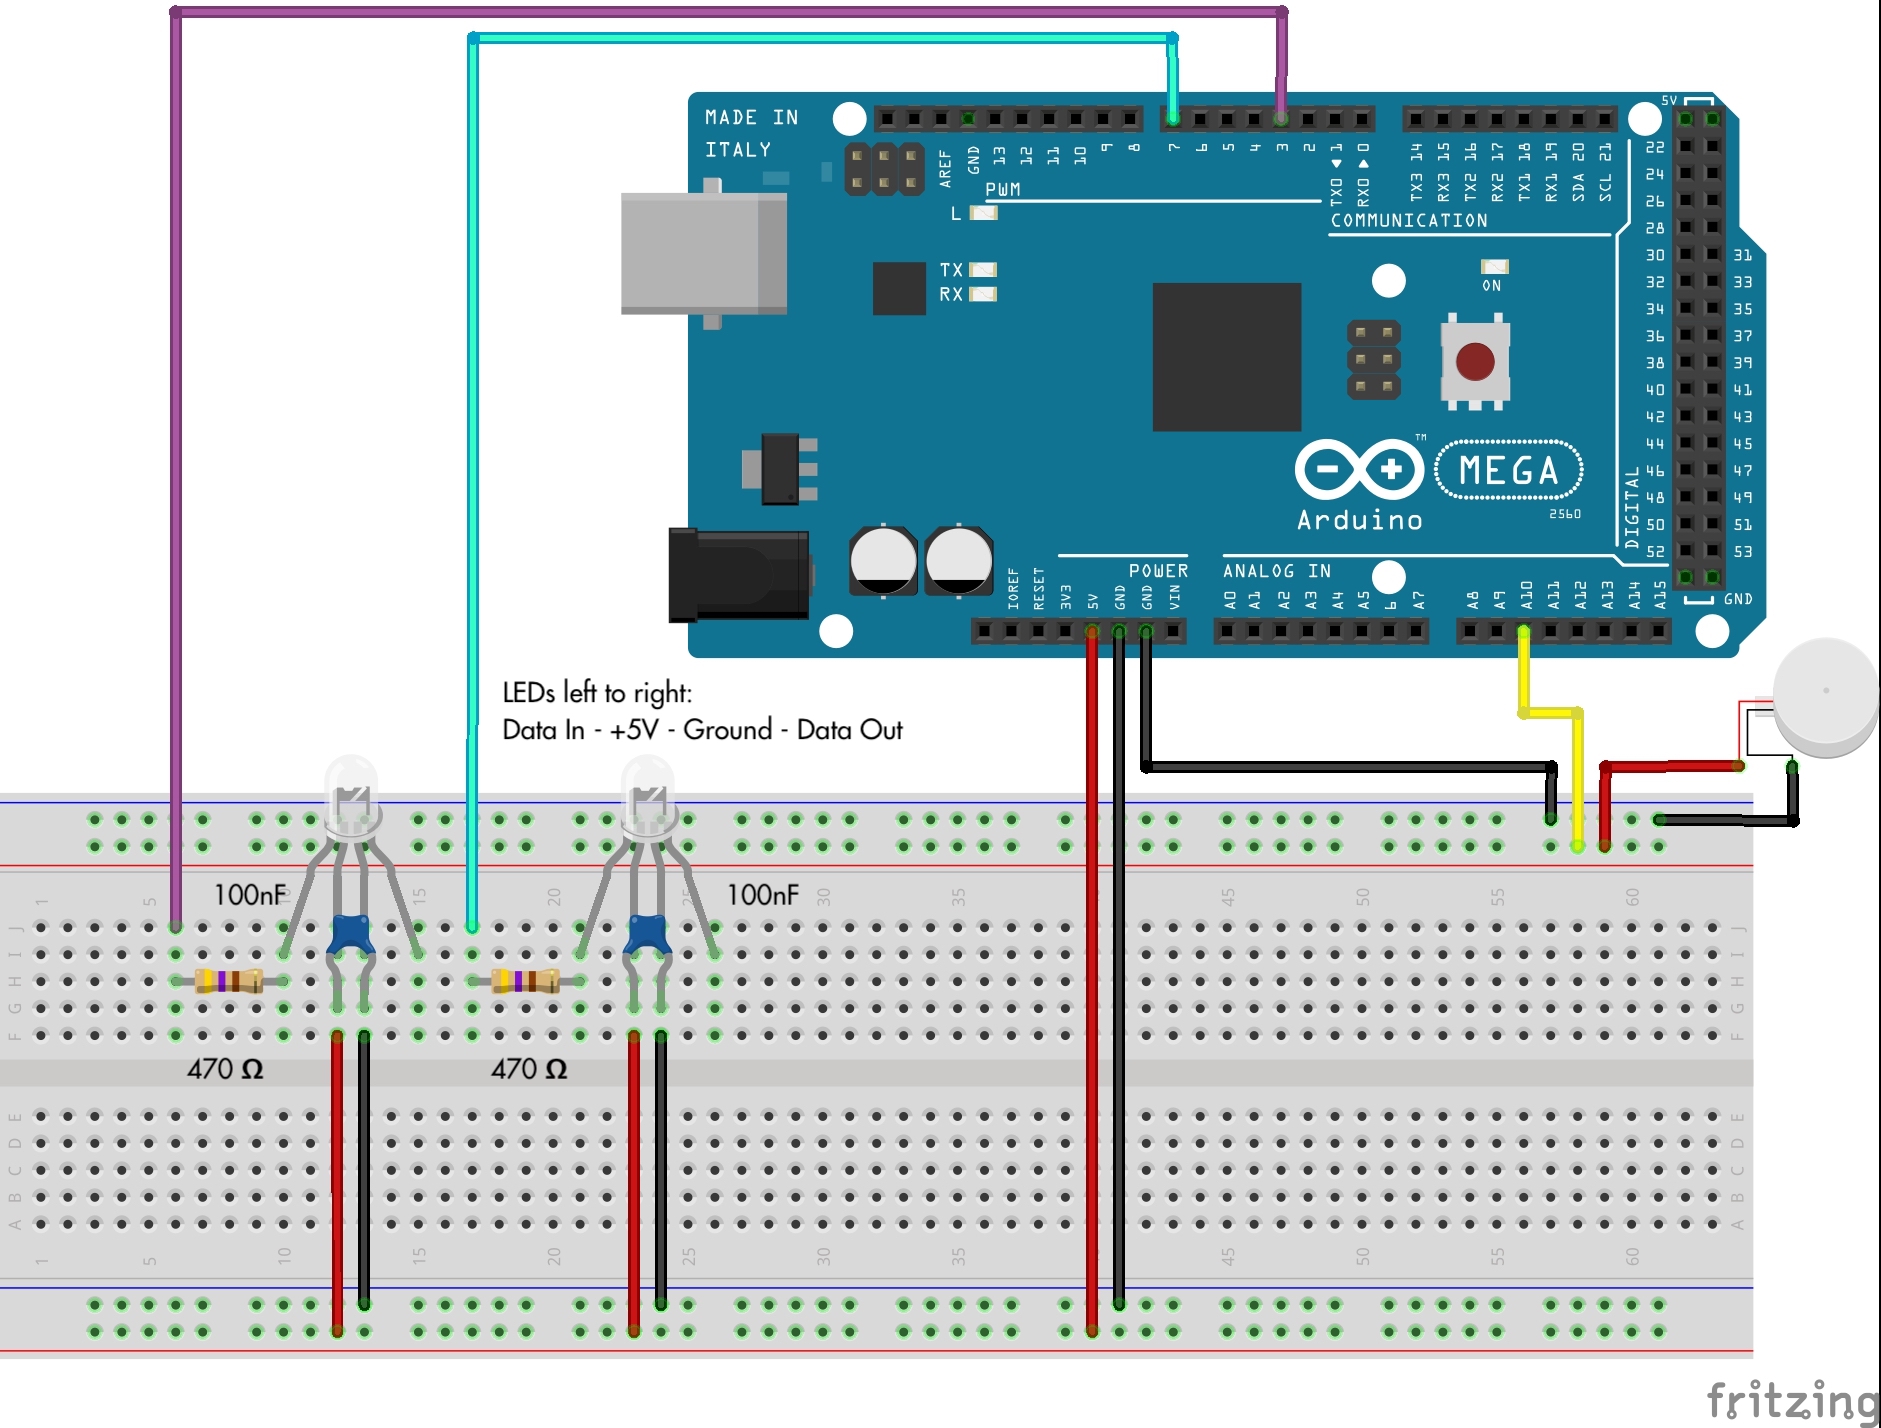 MADE IN
ITALY
AREF
GND
13
12
11
10
9
8
7
6
5
4
3
2
TX0 ◀ 1
RX0 ▶ 0
TX3 14
RX3 15
TX2 16
RX2 17
TX1 18
RX1 19
SDA 20
SCL 21
5V
PWM
COMMUNICATION
L
TX
RX
ON
22
24
26
28
30 31
32 33
34 35
36 37
38 39
40 41
42 43
44 45
46 47
48 49
50 51
52 53
DIGITAL
GND
MEGA
TM
2560
Arduino
POWER
ANALOG IN
IOREF
RESET
3V3
5V
GND
GND
VIN
A0
A1
A2
A3
A4
A5
6
A7
A8
A9
A10
A11
A12
A13
A14
A15
LEDs left to right:
Data In - +5V - Ground - Data Out
100nF
100nF
1 5 10 15 25 30 35 45 50 55 60
J J
I I
H H
G G
F F
470 Ω
470 Ω
E E
D D
C C
B B
A A
1 5 10 15 20 25 30 35 45 50 55 60
fritzing